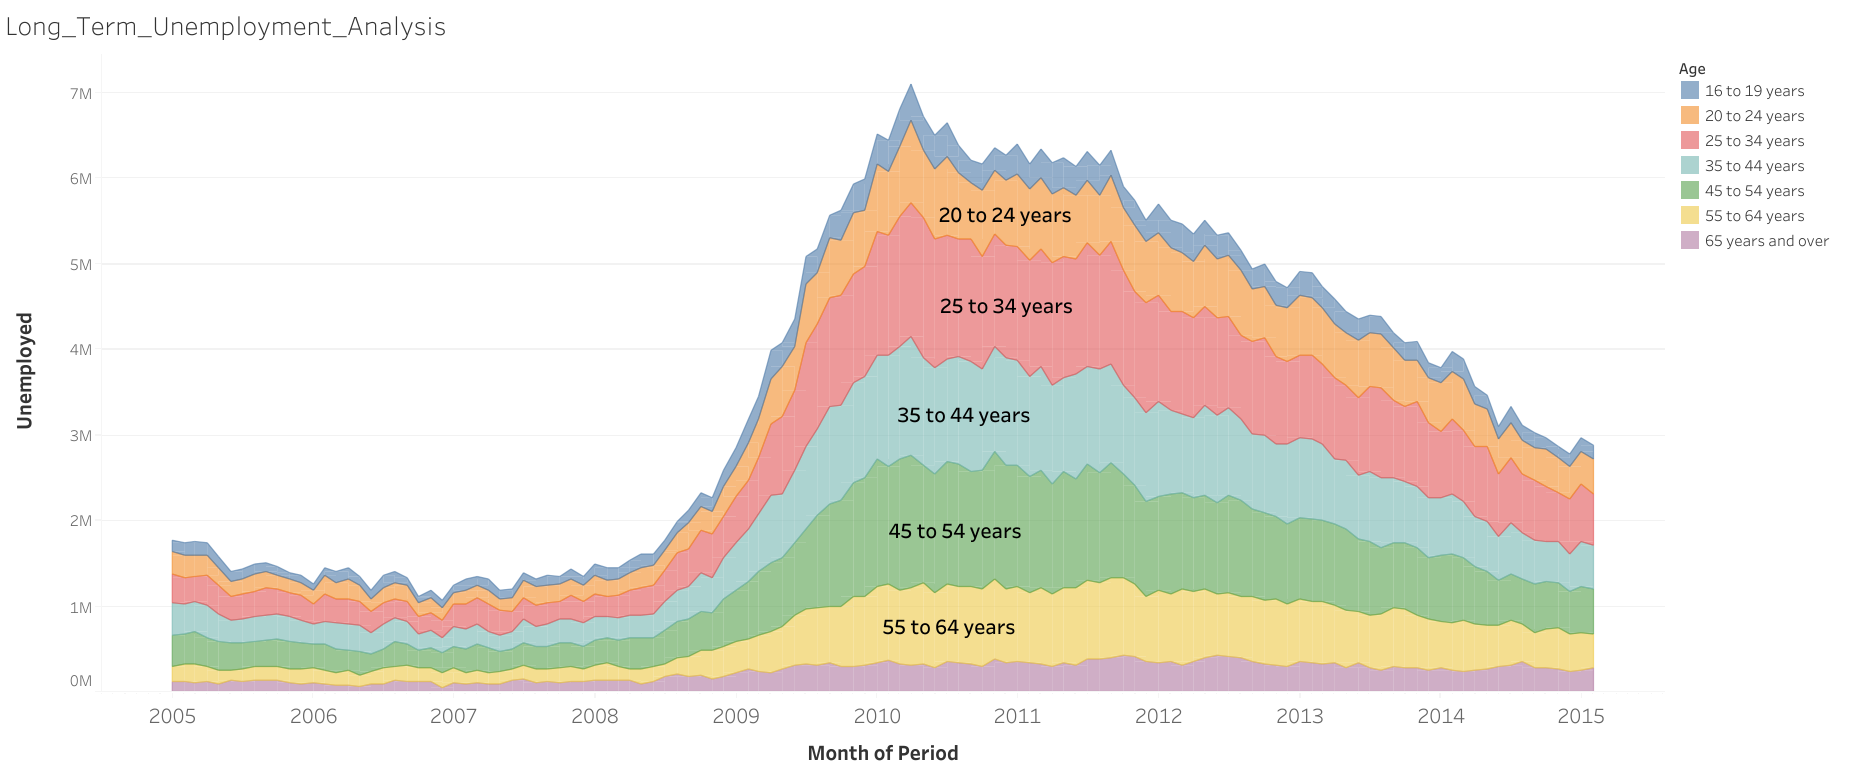 Long_Term_Unemployment_Analysis
Age
16 to 19 years
20 to 24 years
25 to 34 years
35 to 44 years
45 to 54 years
55 to 64 years
65 years and over
Unemployed
7M
6M
5M
4M
3M
2M
1M
0M
20 to 24 years
25 to 34 years
35 to 44 years
45 to 54 years
55 to 64 years
2005 2006 2007 2008 2009 2010 2011 2012 2013 2014 2015
Month of Period